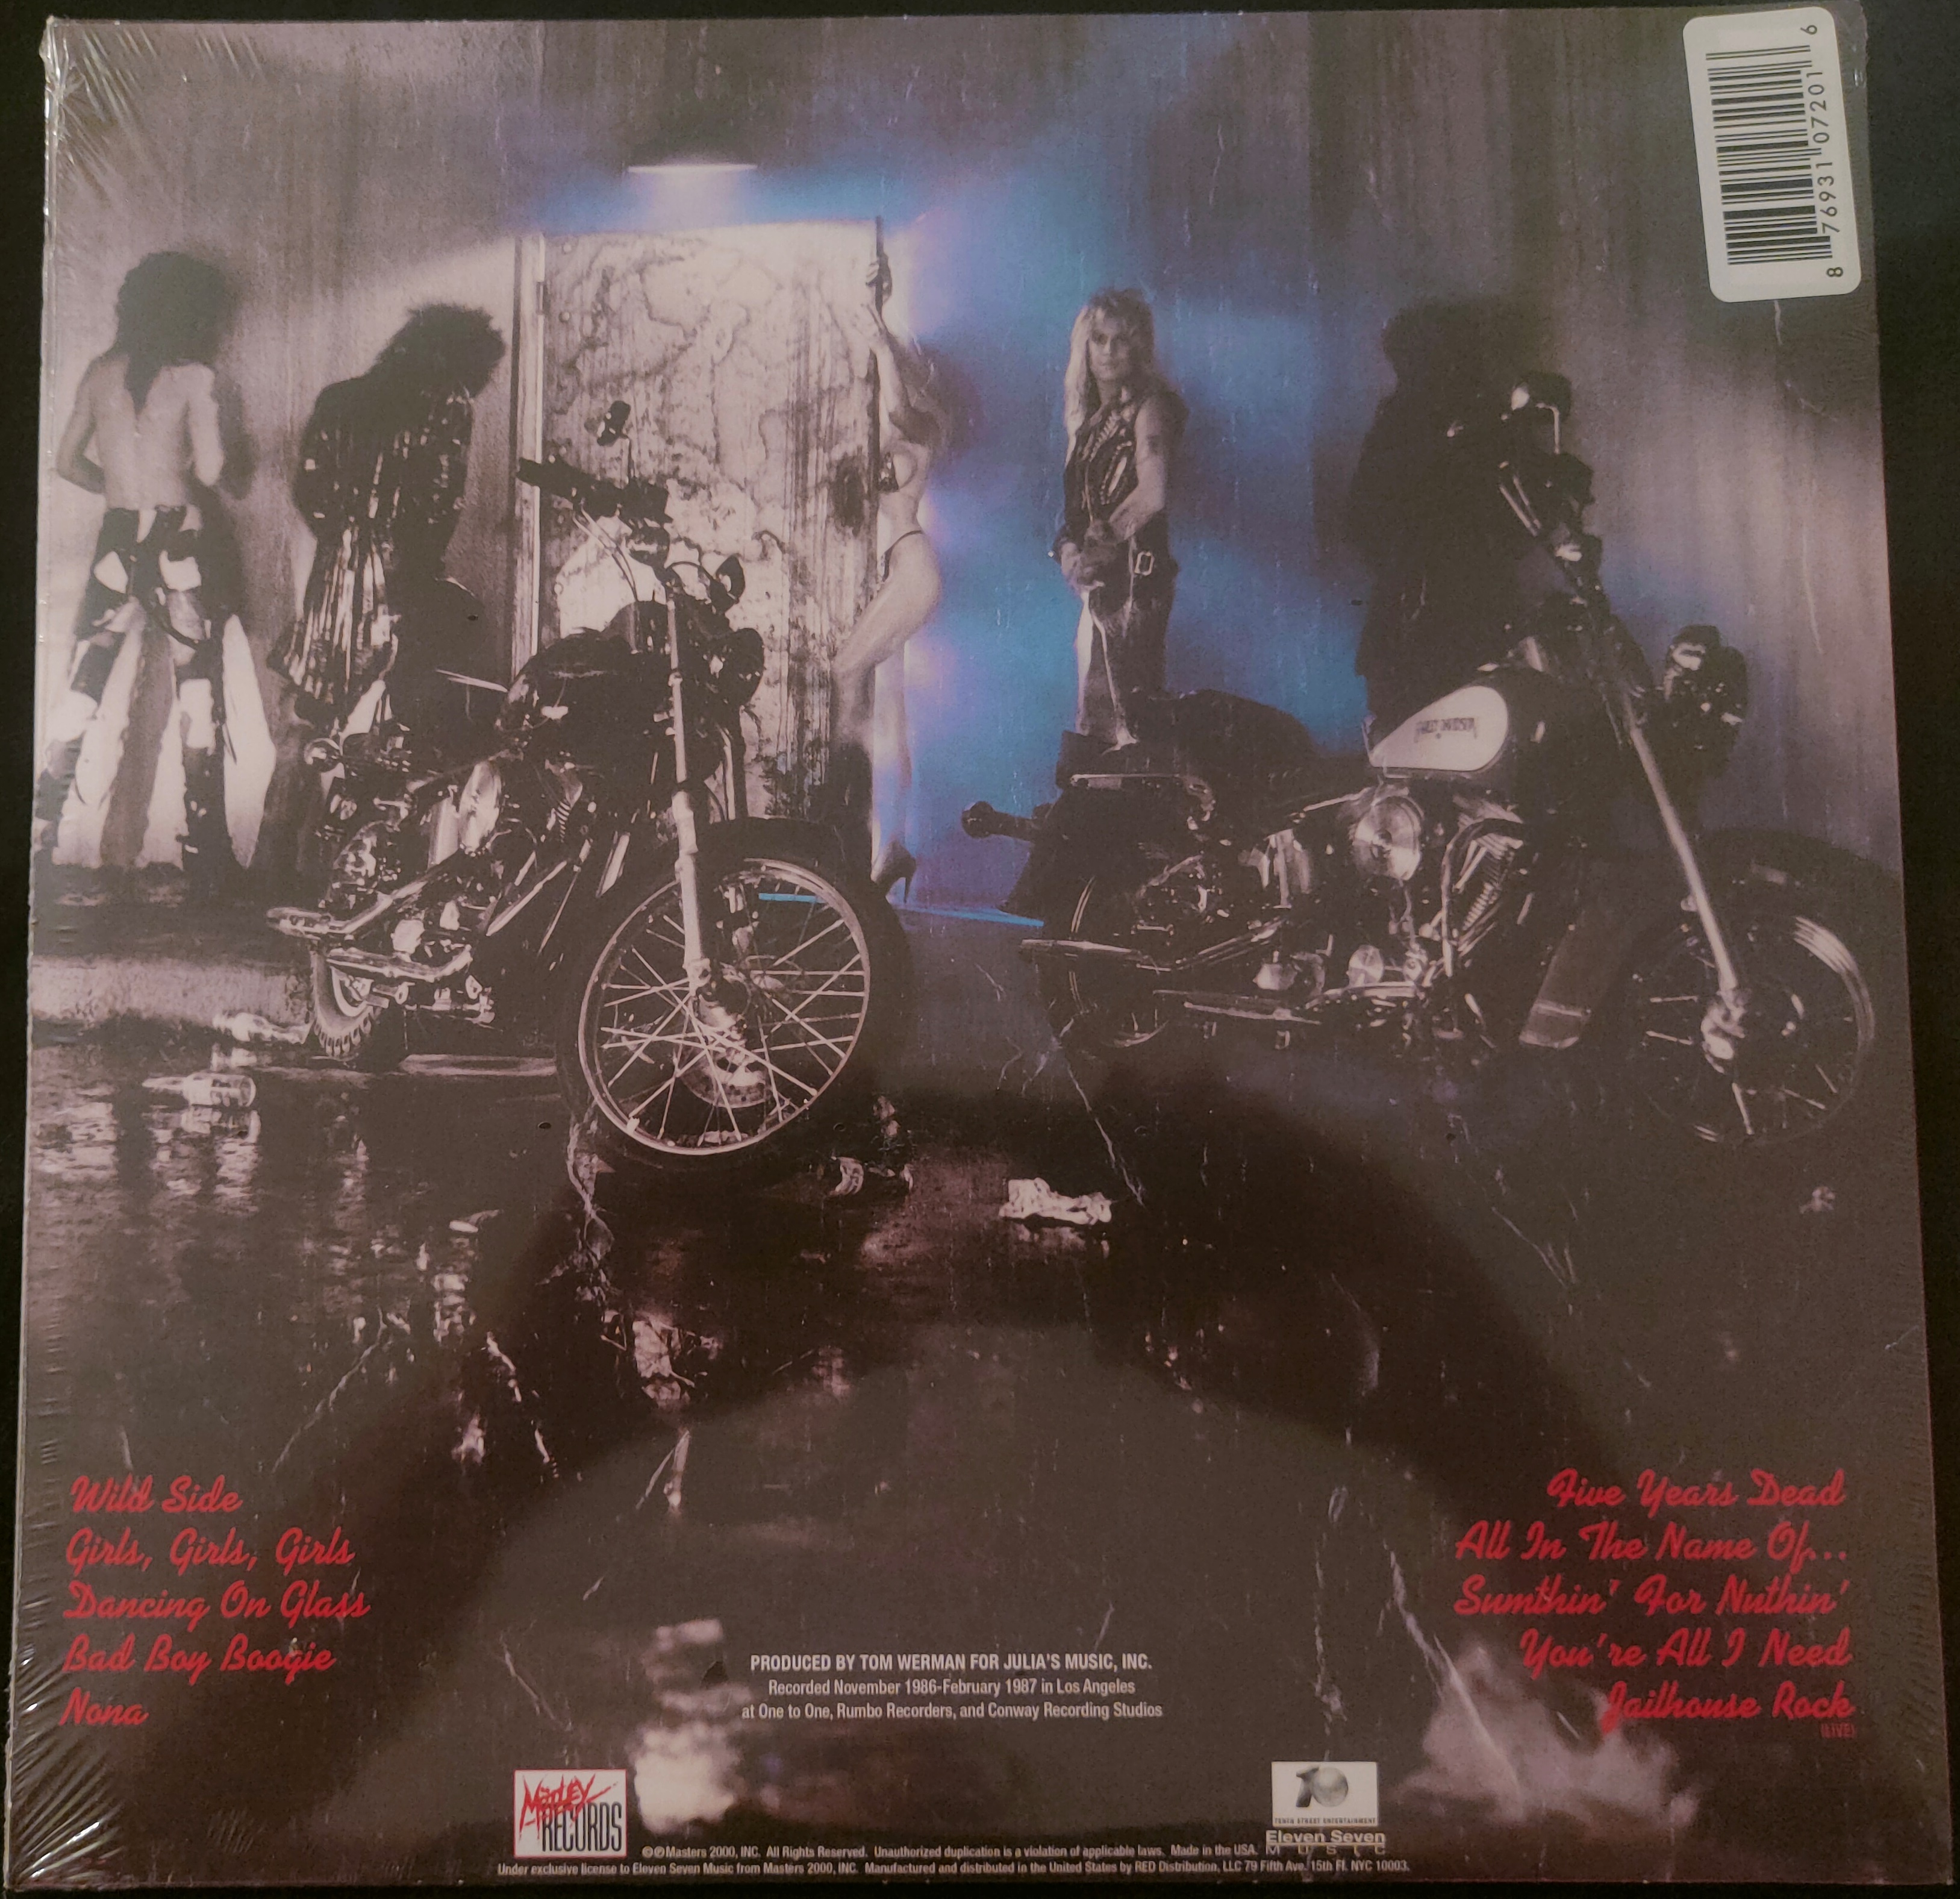 8 76931 07201 6
HARLEY-DAVIDSON
Wild Side
Girls, Girls, Girls
Dancing On Glass
Bad Boy Boogie
Nona
Five Years Dead
All In The Name Of...
Sumthin' For Nuthin'
You're All I Need
Jailhouse Rock
(LIVE)
PRODUCED BY TOM WERMAN FOR JULIA'S MUSIC, INC.
Recorded November 1986-February 1987 in Los Angeles
at One to One, Rumbo Recorders, and Conway Recording Studios
MÖTLEY
RECORDS
10
TENTH STREET ENTERTAINMENT
Eleven Seven
MUSIC
©℗Masters 2000, INC. All Rights Reserved. Unauthorized duplication is a violation of applicable laws. Made in the USA.
Under exclusive license to Eleven Seven Music from Masters 2000, INC. Manufactured and distributed in the United States by RED Distribution, LLC 79 Fifth Ave. 15th Fl. NYC 10003.